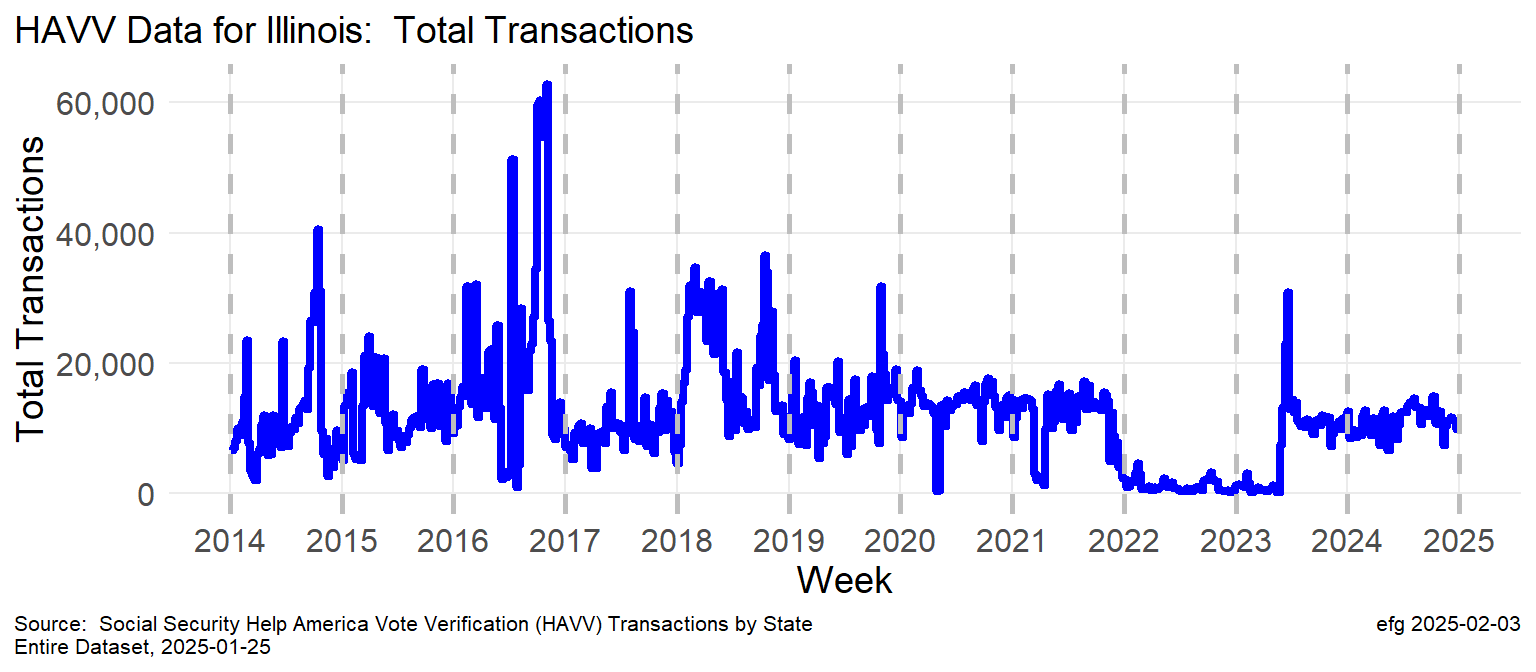 HAVV Data for Illinois:  Total Transactions
Total Transactions
60,000
40,000
20,000
0
2014 2015 2016 2017 2018 2019 2020 2021 2022 2023 2024 2025
Week
Source:  Social Security Help America Vote Verification (HAVV) Transactions by State
Entire Dataset, 2025-01-25
efg 2025-02-03